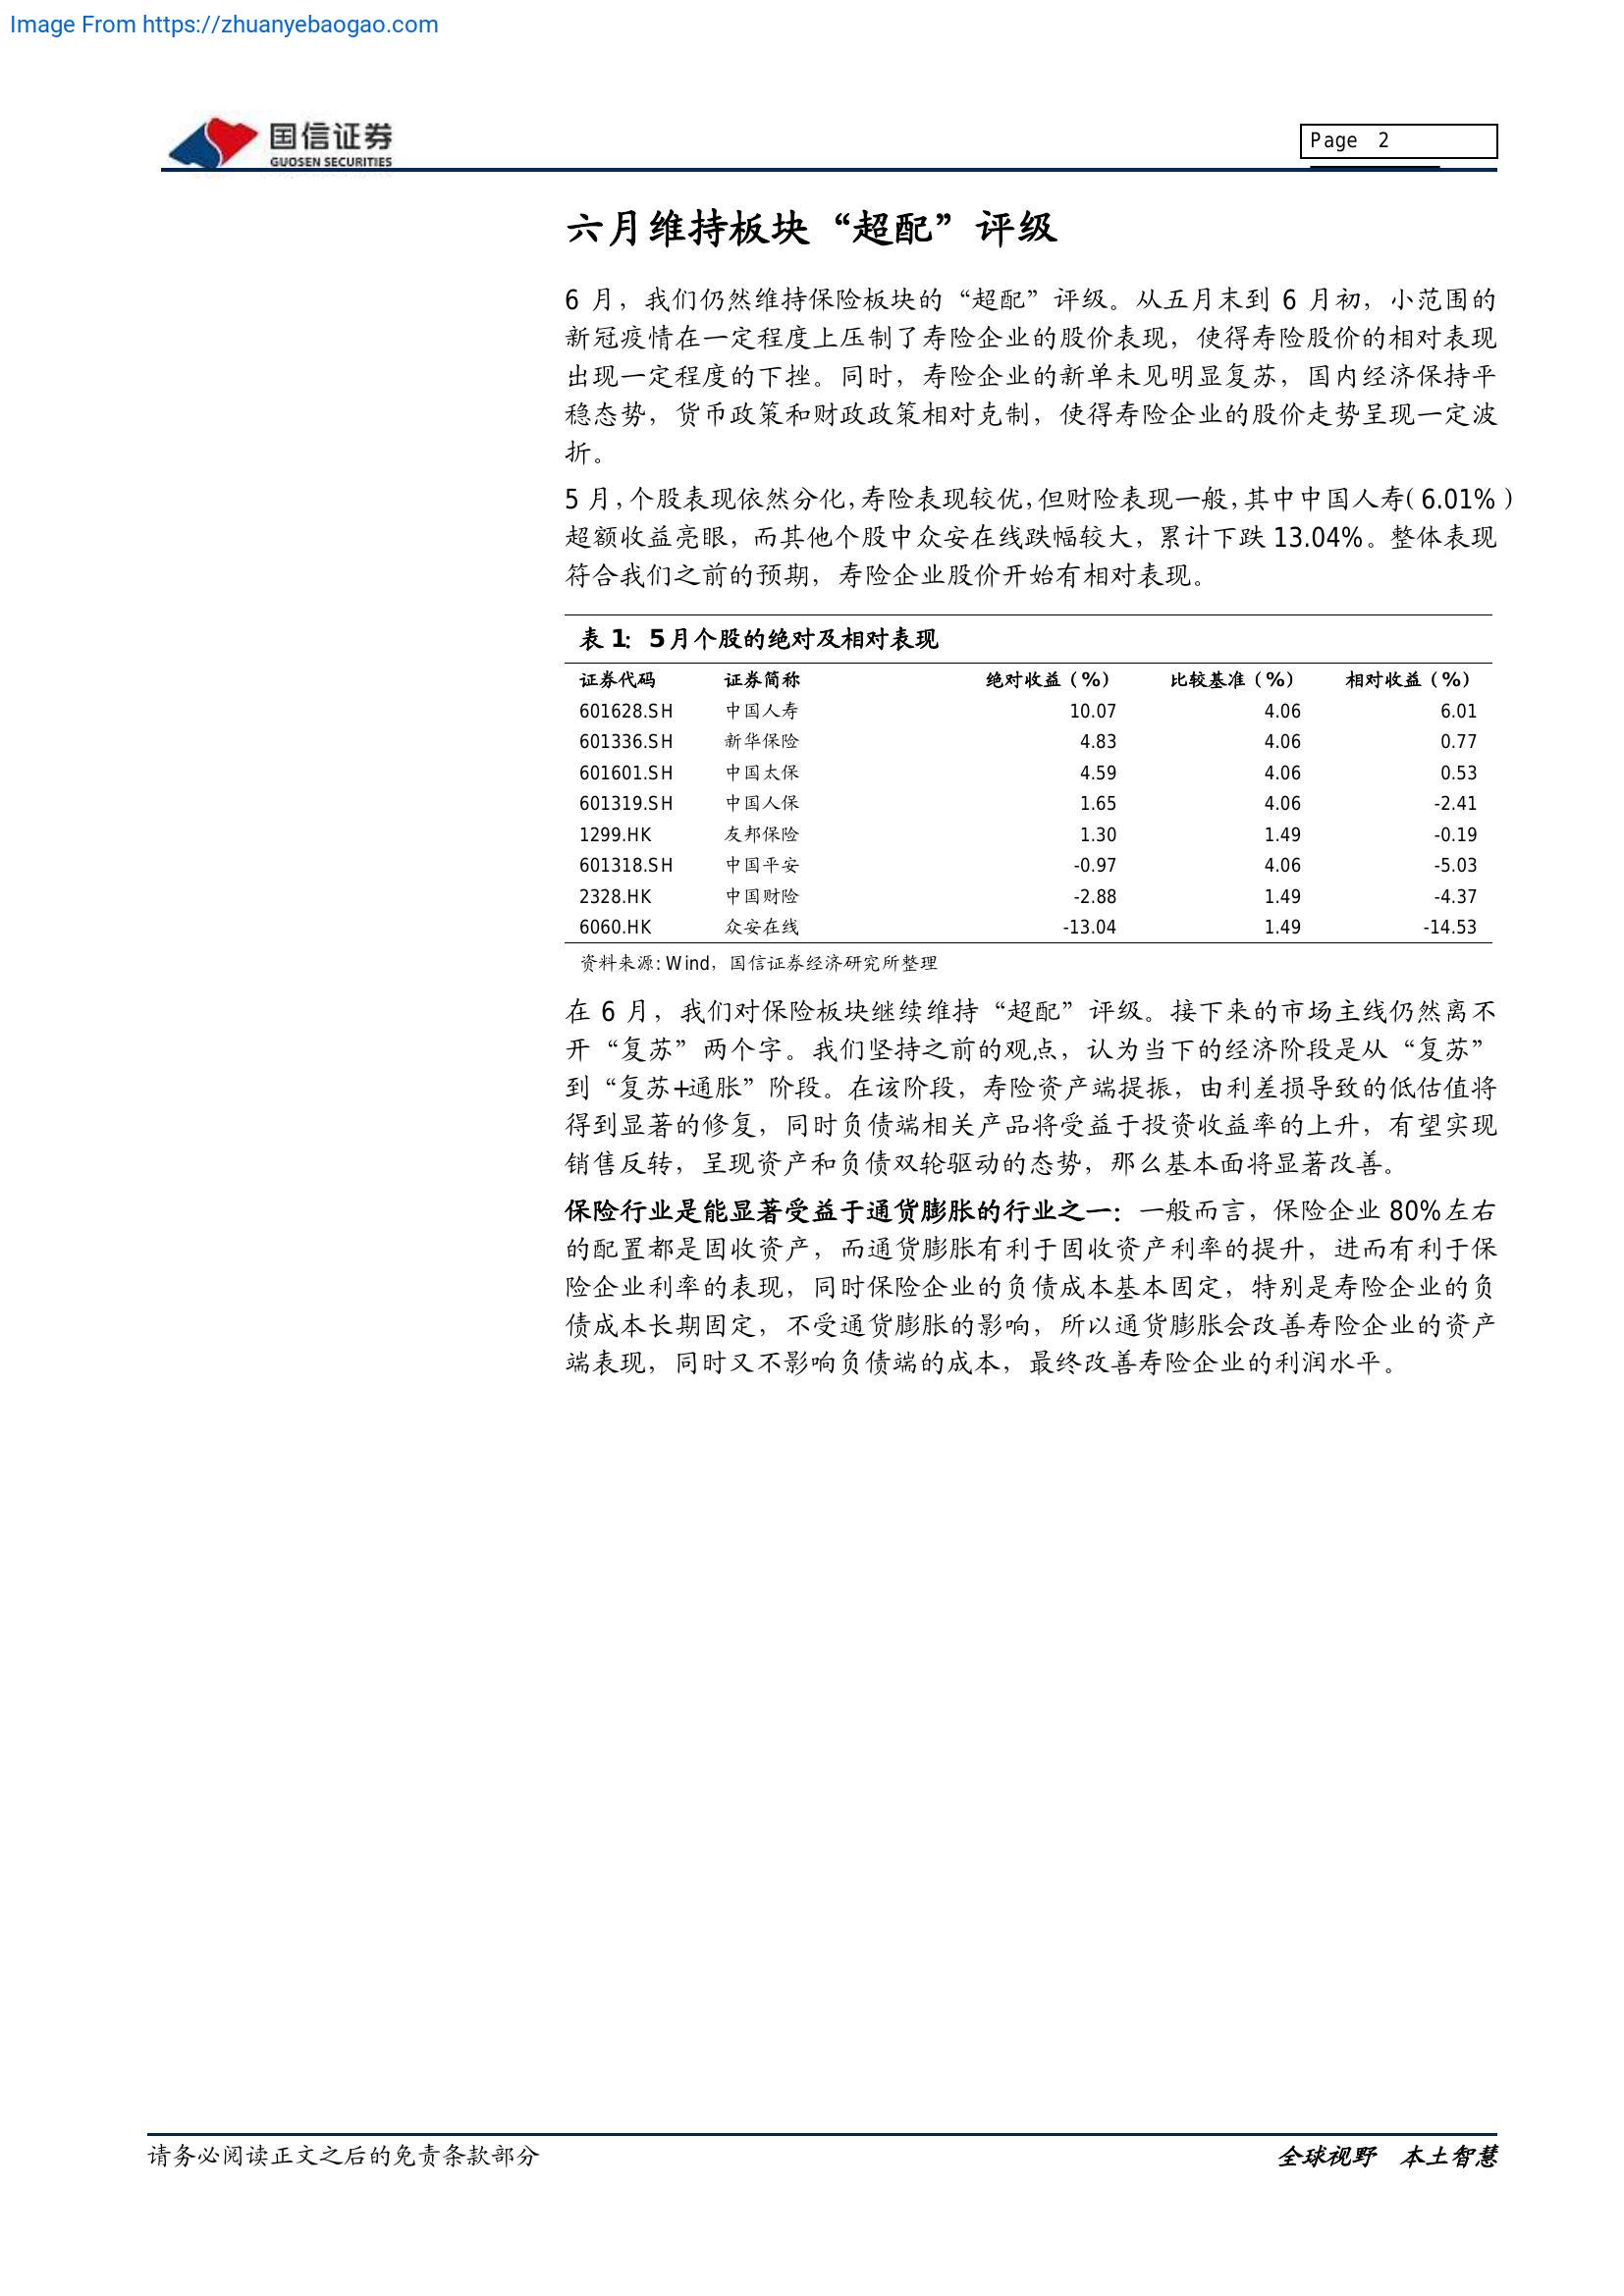 Image From https://zhuanyebaogao.com
国信证券
GUOSEN SECURITIES
Page 2
六月维持板块“超配”评级
6 月，我们仍然维持保险板块的“超配”评级。从五月末到 6 月初，小范围的
新冠疫情在一定程度上压制了寿险企业的股价表现，使得寿险股价的相对表现
出现一定程度的下挫。同时，寿险企业的新单未见明显复苏，国内经济保持平
稳态势，货币政策和财政政策相对克制，使得寿险企业的股价走势呈现一定波
折。
5 月，个股表现依然分化，寿险表现较优，但财险表现一般，其中中国人寿（6.01%）
超额收益亮眼，而其他个股中众安在线跌幅较大，累计下跌 13.04%。整体表现
符合我们之前的预期，寿险企业股价开始有相对表现。
表 1：5 月个股的绝对及相对表现
证券代码 证券简称 绝对收益（%） 比较基准（%） 相对收益（%）
601628.SH 中国人寿 10.07 4.06 6.01
601336.SH 新华保险 4.83 4.06 0.77
601601.SH 中国太保 4.59 4.06 0.53
601319.SH 中国人保 1.65 4.06 -2.41
1299.HK 友邦保险 1.30 1.49 -0.19
601318.SH 中国平安 -0.97 4.06 -5.03
2328.HK 中国财险 -2.88 1.49 -4.37
6060.HK 众安在线 -13.04 1.49 -14.53
资料来源: Wind，国信证券经济研究所整理
在 6 月，我们对保险板块继续维持“超配”评级。接下来的市场主线仍然离不
开“复苏”两个字。我们坚持之前的观点，认为当下的经济阶段是从“复苏”
到“复苏+通胀”阶段。在该阶段，寿险资产端提振，由利差损导致的低估值将
得到显著的修复，同时负债端相关产品将受益于投资收益率的上升，有望实现
销售反转，呈现资产和负债双轮驱动的态势，那么基本面将显著改善。
保险行业是能显著受益于通货膨胀的行业之一：一般而言，保险企业 80%左右
的配置都是固收资产，而通货膨胀有利于固收资产利率的提升，进而有利于保
险企业利率的表现，同时保险企业的负债成本基本固定，特别是寿险企业的负
债成本长期固定，不受通货膨胀的影响，所以通货膨胀会改善寿险企业的资产
端表现，同时又不影响负债端的成本，最终改善寿险企业的利润水平。
请务必阅读正文之后的免责条款部分
全球视野 本土智慧